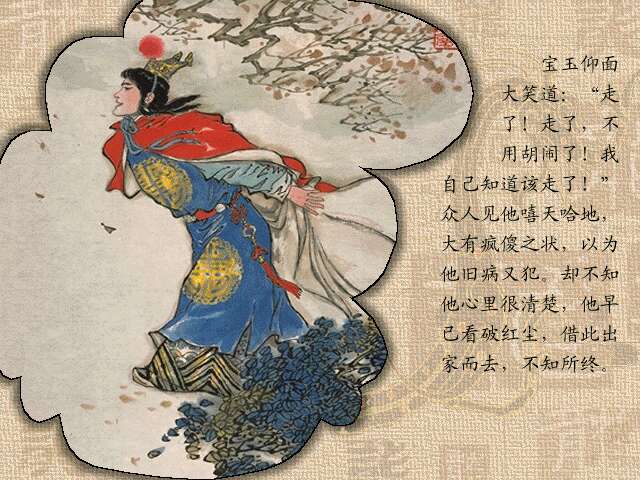 宝玉仰面
大笑道：“走
了！走了，不
用胡闹了！我
自己知道该走了！”
众人见他嘻天哈地，
大有疯傻之状，以为
他旧病又犯。却不知
他心里很清楚，他早
已看破红尘，借此出
家而去，不知所终。